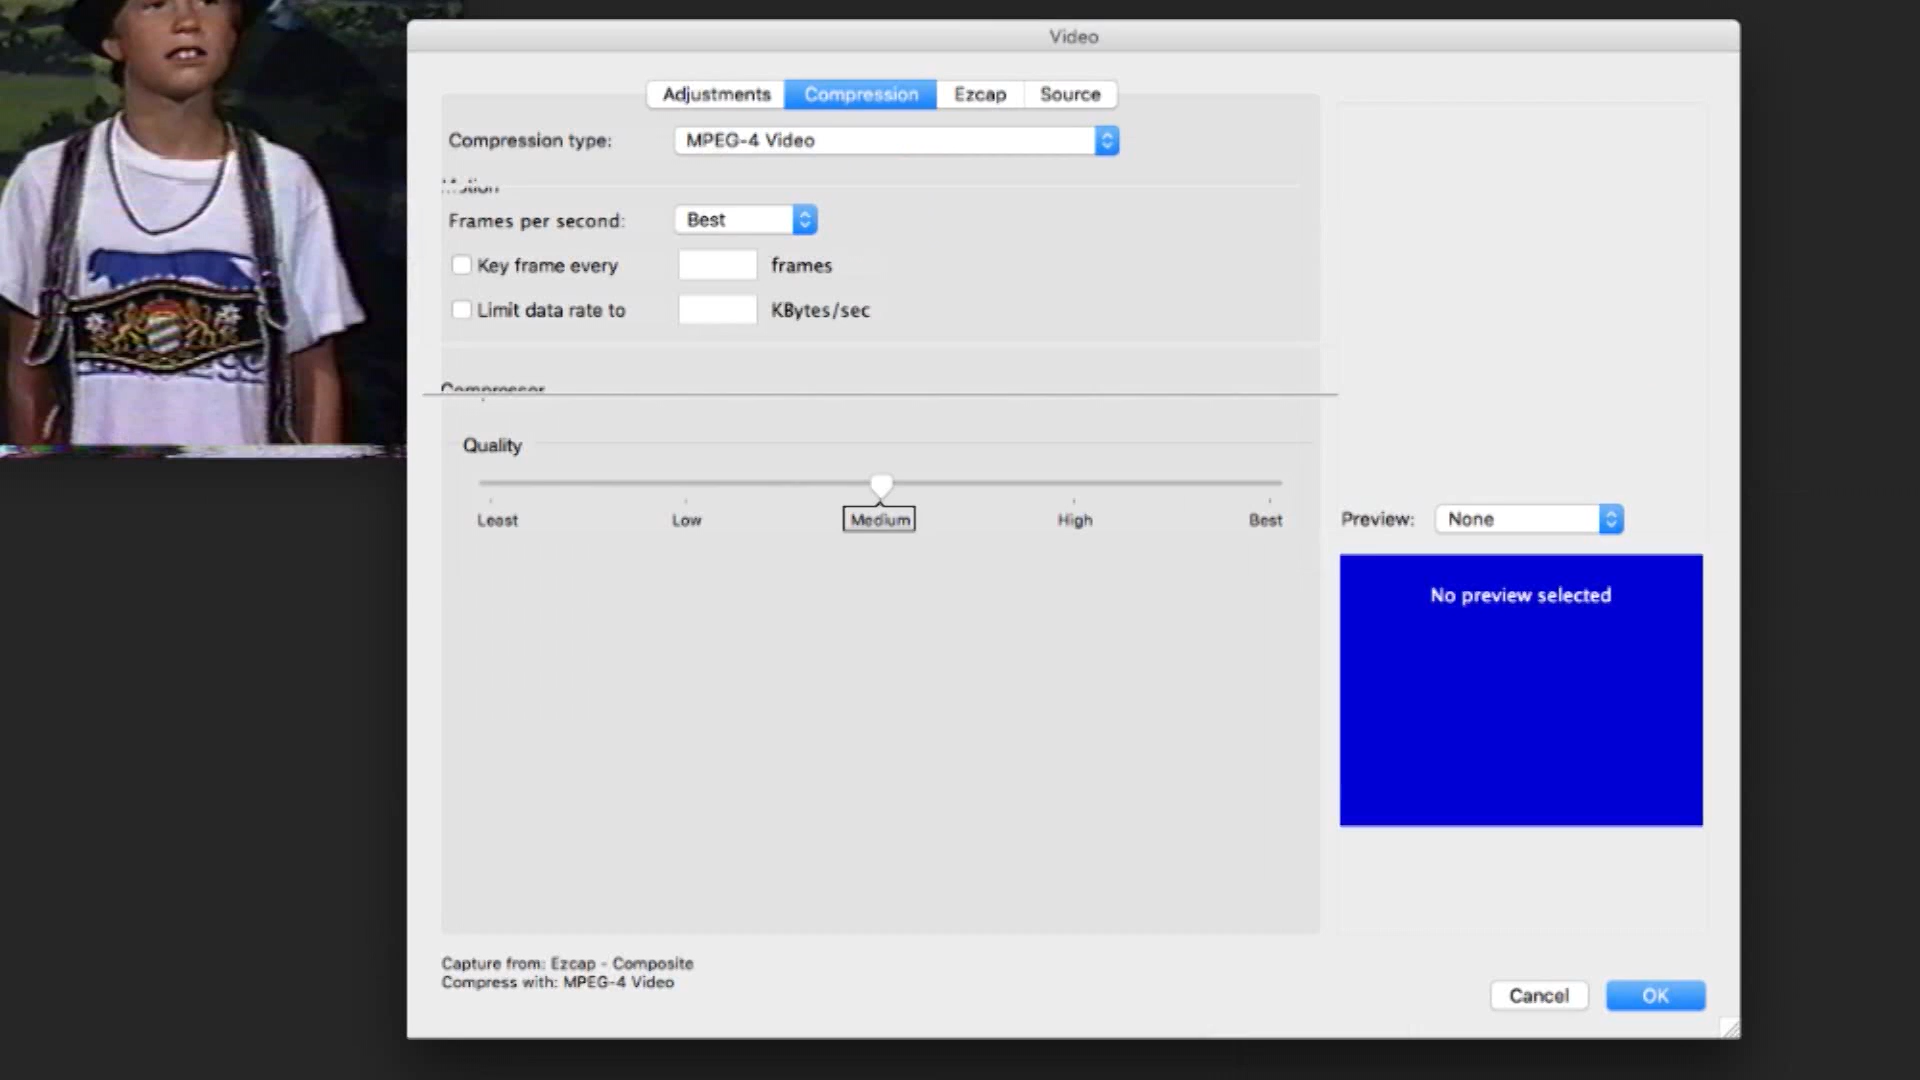 Video
Adjustments Compression Ezcap Source
Compression type: MPEG-4 Video
Motion
Frames per second: Best
Key frame every frames
Limit data rate to KBytes/sec
Compressor
Quality
Least Low Medium High Best
Preview: None
No preview selected
Capture from: Ezcap - Composite
Compress with: MPEG-4 Video
Cancel OK